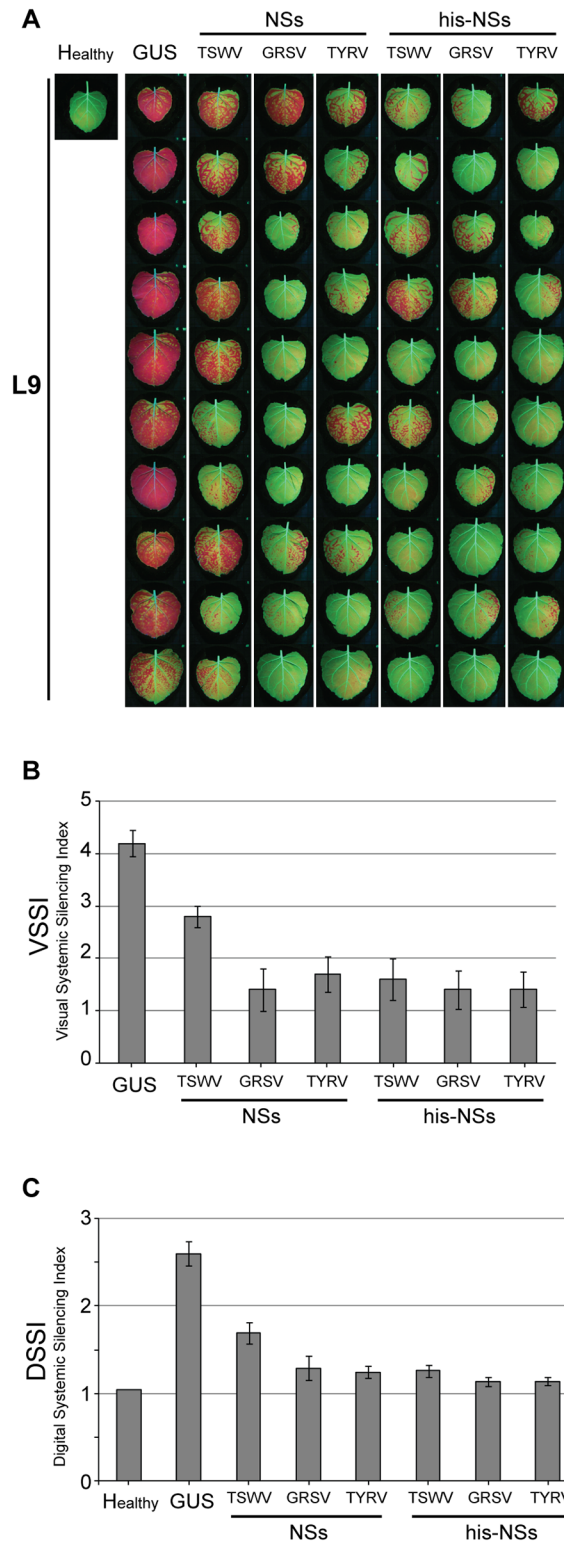 A
NSs his-NSs
Healthy GUS TSWV GRSV TYRV TSWV GRSV TYRV
L9
B
VSSI
Visual Systemic Silencing Index
5
4
3
2
1
0
GUS TSWV GRSV TYRV TSWV GRSV TYRV
NSs his-NSs
C
DSSI
Digital Systemic Silencing Index
3
2
1
0
Healthy GUS TSWV GRSV TYRV TSWV GRSV TYRV
NSs his-NSs